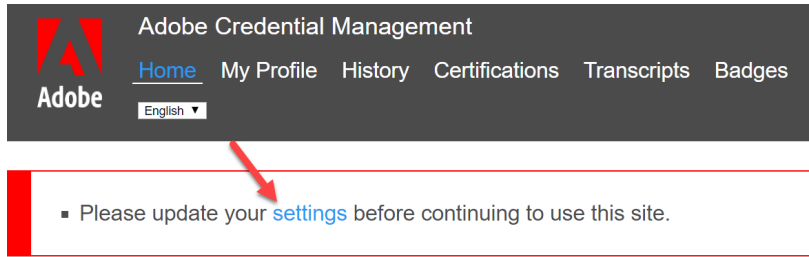 Adobe Credential Management
Home My Profile History Certifications Transcripts Badges
Adobe
English
Please update your settings before continuing to use this site.